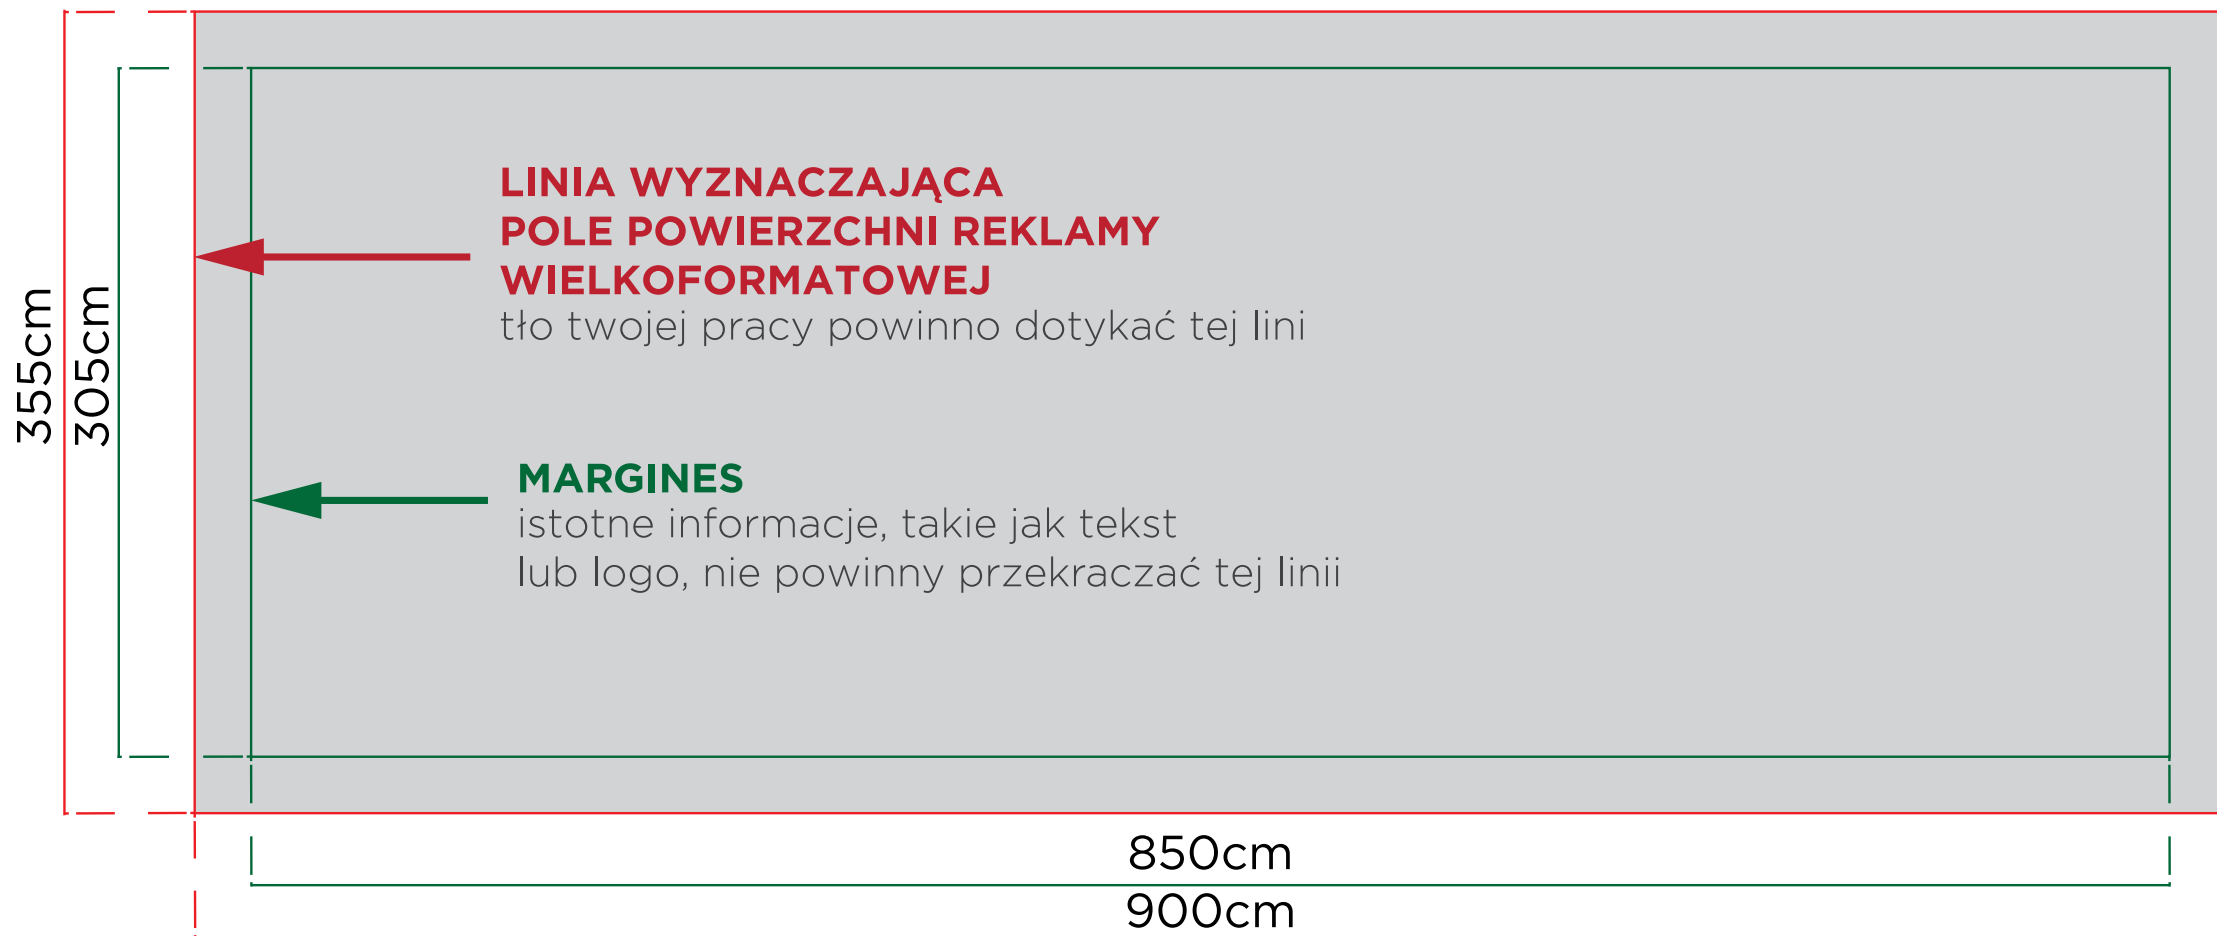 LINIA WYZNACZAJĄCA
POLE POWIERZCHNI REKLAMY
WIELKOFORMATOWEJ
tło twojej pracy powinno dotykać tej lini
355cm
305cm
MARGINES
istotne informacje, takie jak tekst
lub logo, nie powinny przekraczać tej linii
850cm
900cm